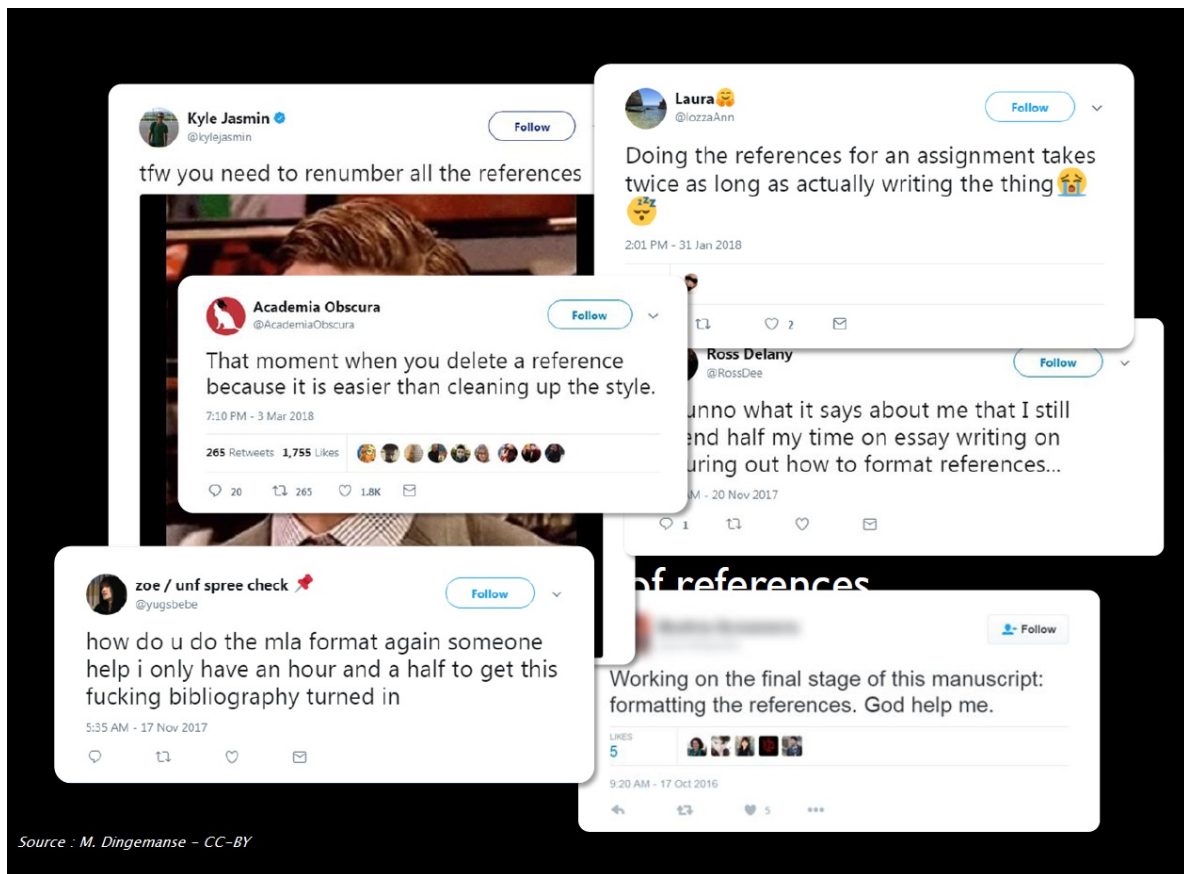 Kyle Jasmin
@kylejasmin
Follow
tfw you need to renumber all the references
Laura
@lozzaAnn
Follow
Doing the references for an assignment takes
twice as long as actually writing the thing
2:01 PM - 31 Jan 2018
2
Academia Obscura
@AcademiaObscura
Follow
That moment when you delete a reference
because it is easier than cleaning up the style.
7:10 PM - 3 Mar 2018
265 Retweets 1,755 Likes
20 265 1.8K
Ross Delany
@RossDee
Follow
unno what it says about me that I still
end half my time on essay writing on
uring out how to format references...
M - 20 Nov 2017
1
of references
zoe / unf spree check
@yugsbebe
Follow
how do u do the mla format again someone
help i only have an hour and a half to get this
fucking bibliography turned in
5:35 AM - 17 Nov 2017
Follow
Working on the final stage of this manuscript:
formatting the references. God help me.
LIKES
5
9:20 AM - 17 Oct 2016
5
Source : M. Dingemanse - CC-BY